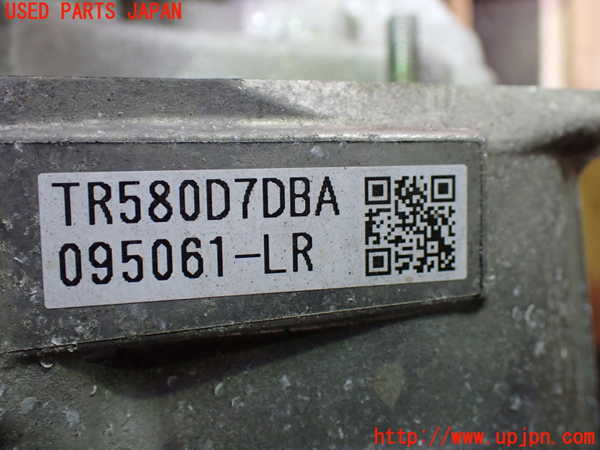 USED PARTS JAPAN
TR580D7DBA
095061-LR
http://www.upjpn.com/